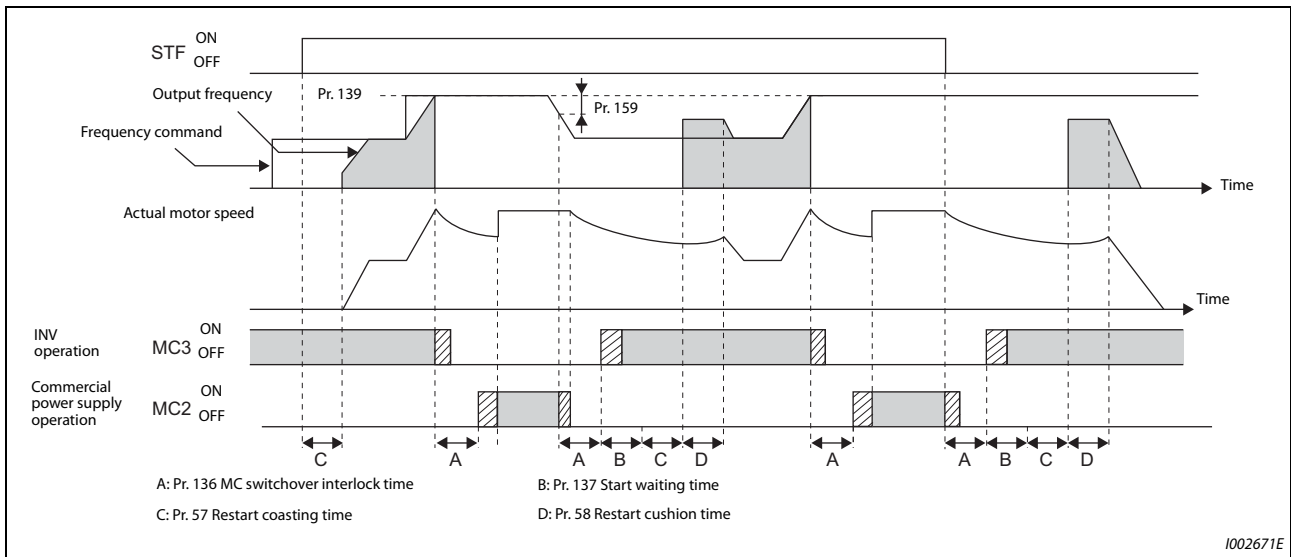 STF ON
OFF
Output frequency
Pr. 139
Pr. 159
Frequency command
Time
Actual motor speed
Time
INV
operation
MC3 ON
OFF
Commercial
power supply
operation
MC2 ON
OFF
C A A B C D A A B C D
A: Pr. 136 MC switchover interlock time
B: Pr. 137 Start waiting time
C: Pr. 57 Restart coasting time
D: Pr. 58 Restart cushion time
I002671E